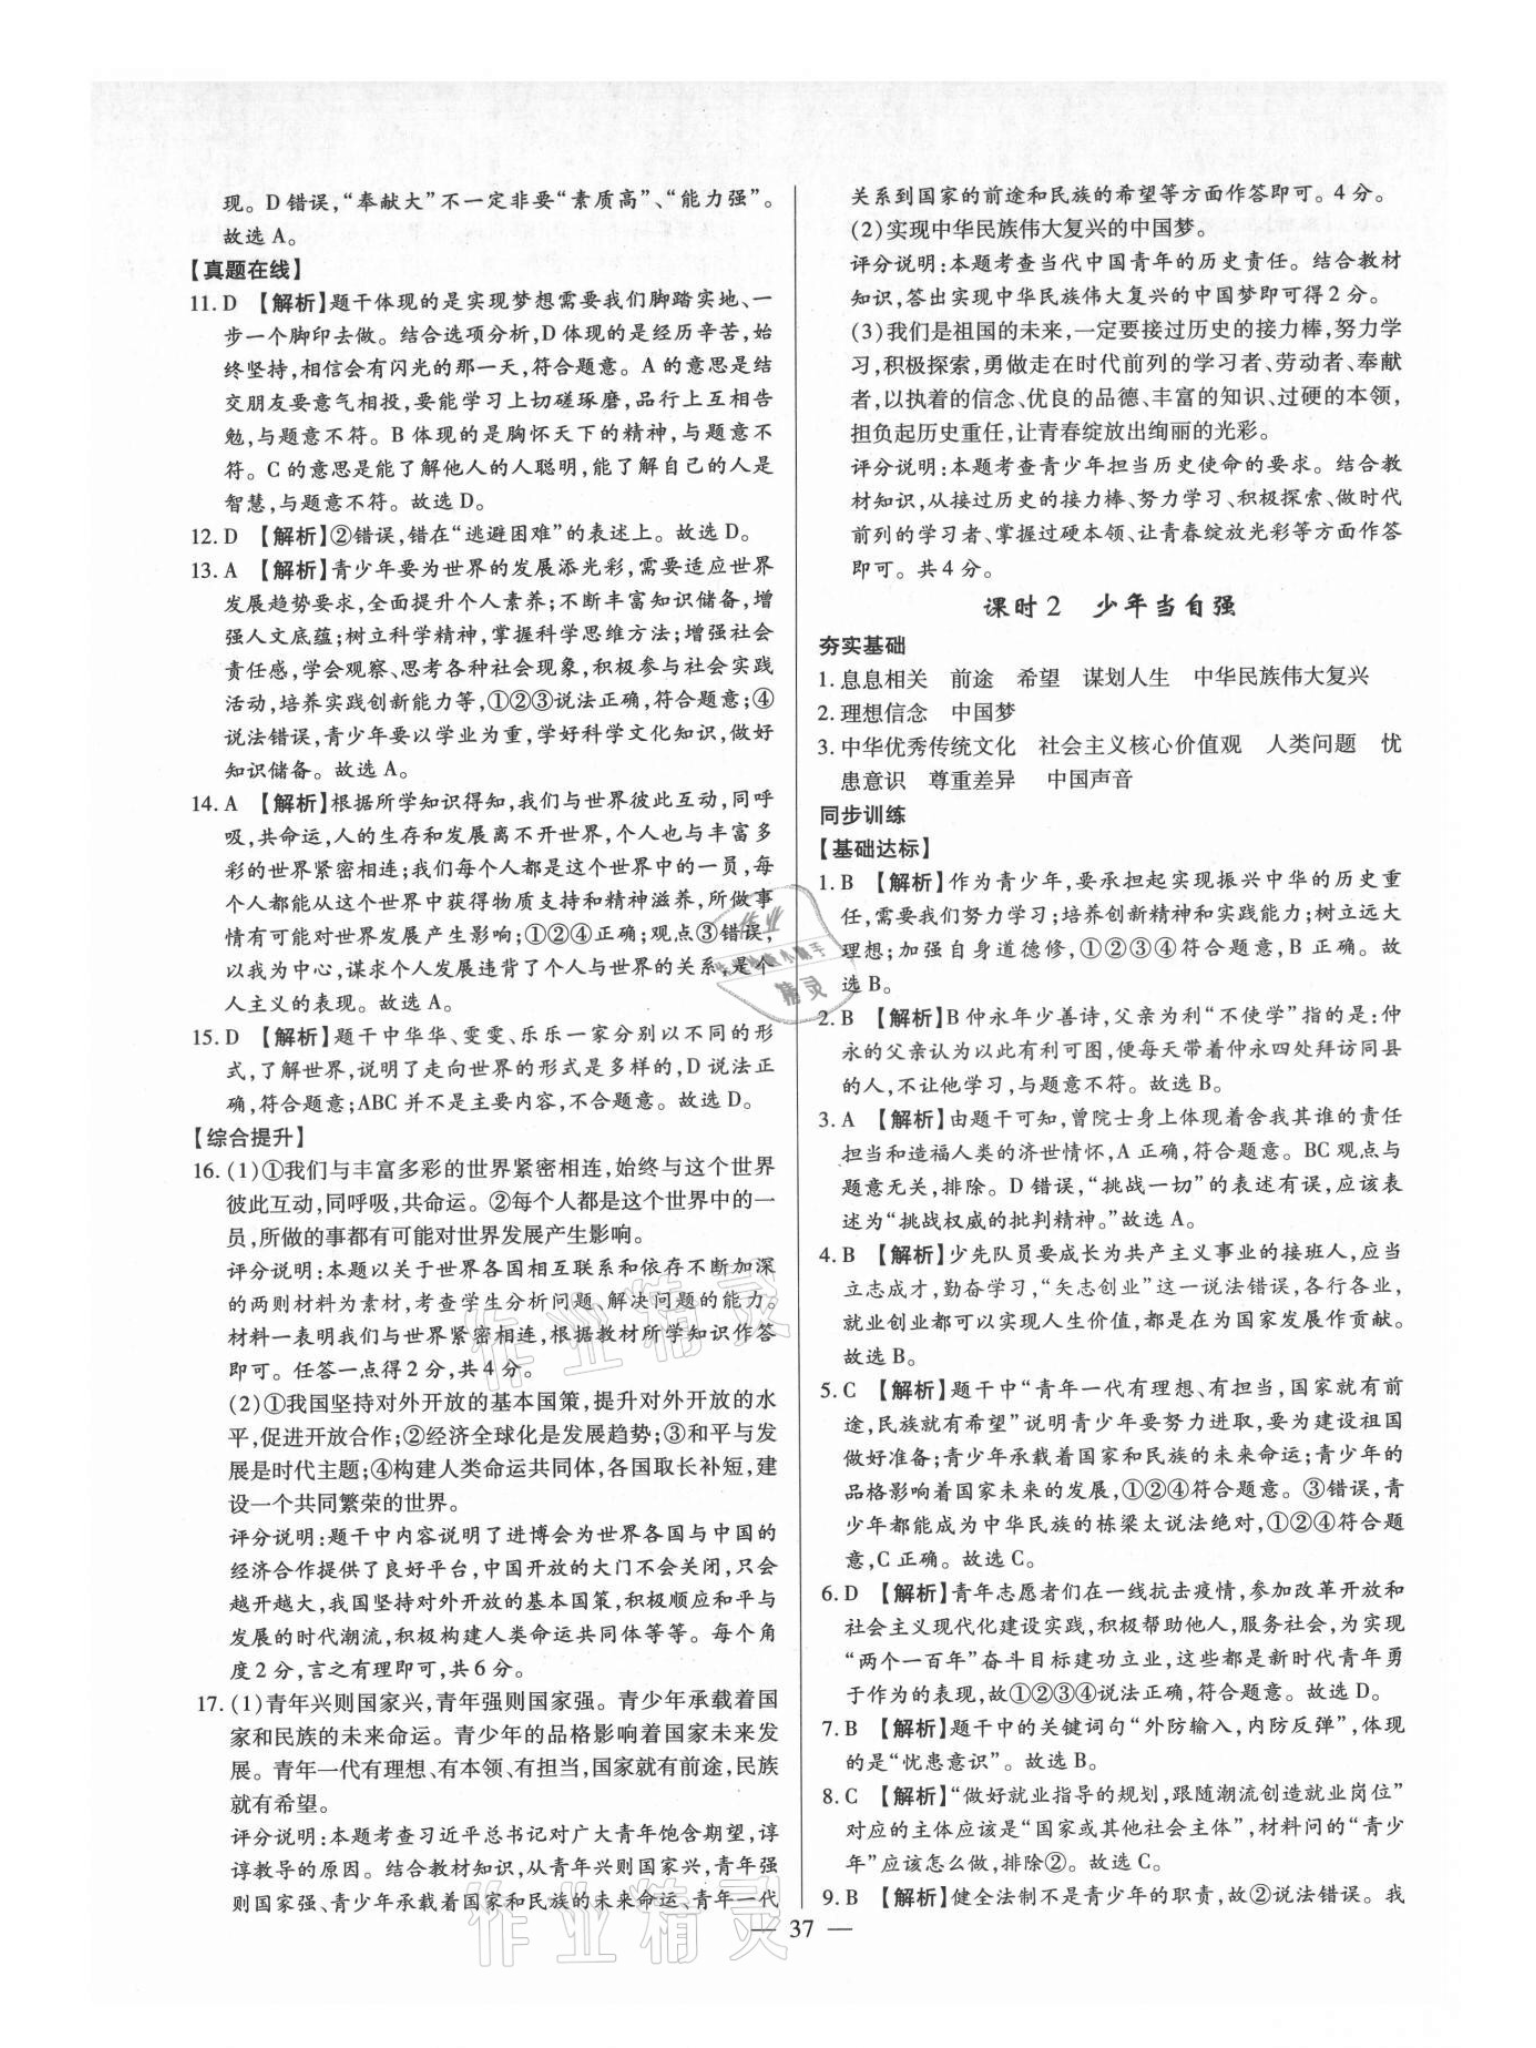 现。D错误,“奉献大”不一定非要“素质高”、“能力强”。
故选A。
【真题在线】
11. D 【解析】题干体现的是实现梦想需要我们脚踏实地、一
步一个脚印去做。结合选项分析,D体现的是经历辛苦,始
终坚持,相信会有闪光的那一天,符合题意。A的意思是结
交朋友要意气相投,要能学习上切磋琢磨,品行上互相告
勉,与题意不符。B体现的是胸怀天下的精神,与题意不
符。C的意思是能了解他人的人聪明,能了解自己的人是
智慧,与题意不符。故选D。
12. D 【解析】②错误,错在“逃避困难”的表述上。故选D。
13. A 【解析】青少年要为世界的发展添光彩,需要适应世界
发展趋势要求,全面提升个人素养;不断丰富知识储备,增
强人文底蕴;树立科学精神,掌握科学思维方法;增强社会
责任感,学会观察、思考各种社会现象,积极参与社会实践
活动,培养实践创新能力等,①②③说法正确,符合题意;④
说法错误,青少年要以学业为重,学好科学文化知识,做好
知识储备。故选A。
14. A 【解析】根据所学知识得知,我们与世界彼此互动,同呼
吸,共命运,人的生存和发展离不开世界,个人也与丰富多
彩的世界紧密相连;我们每个人都是这个世界中的一员,每
个人都能从这个世界中获得物质支持和精神滋养,所做事
情有可能对世界发展产生影响;①②④正确;观点③错误,
以我为中心,谋求个人发展违背了个人与世界的关系,是个
人主义的表现。故选A。
15. D 【解析】题干中华华、雯雯、乐乐一家分别以不同的形
式,了解世界,说明了走向世界的形式是多样的,D说法正
确,符合题意;ABC并不是主要内容,不合题意。故选D。
【综合提升】
16. (1)①我们与丰富多彩的世界紧密相连,始终与这个世界
彼此互动,同呼吸,共命运。②每个人都是这个世界中的一
员,所做的事都有可能对世界发展产生影响。
评分说明:本题以关于世界各国相互联系和依存不断加深
的两则材料为素材,考查学生分析问题、解决问题的能力。
材料一表明我们与世界紧密相连,根据教材所学知识作答
即可。任答一点得2分,共4分。
(2)①我国坚持对外开放的基本国策,提升对外开放的水
平,促进开放合作;②经济全球化是发展趋势;③和平与发
展是时代主题;④构建人类命运共同体,各国取长补短,建
设一个共同繁荣的世界。
评分说明:题干中内容说明了进博会为世界各国与中国的
经济合作提供了良好平台,中国开放的大门不会关闭,只会
越开越大,我国坚持对外开放的基本国策,积极顺应和平与
发展的时代潮流,积极构建人类命运共同体等等。每个角
度2分,言之有理即可,共6分。
17. (1)青年兴则国家兴,青年强则国家强。青少年承载着国
家和民族的未来命运。青少年的品格影响着国家未来发
展。青年一代有理想、有本领、有担当,国家就有前途,民族
就有希望。
评分说明:本题考查习近平总书记对广大青年饱含期望,谆
谆教导的原因。结合教材知识,从青年兴则国家兴,青年强
则国家强、青少年承载着国家和民族的未来命运、青年一代
关系到国家的前途和民族的希望等方面作答即可。4分。
(2)实现中华民族伟大复兴的中国梦。
评分说明:本题考查当代中国青年的历史责任。结合教材
知识,答出实现中华民族伟大复兴的中国梦即可得2分。
(3)我们是祖国的未来,一定要接过历史的接力棒,努力学
习,积极探索,勇做走在时代前列的学习者、劳动者、奉献
者,以执着的信念、优良的品德、丰富的知识、过硬的本领,
担负起历史重任,让青春绽放出绚丽的光彩。
评分说明:本题考查青少年担当历史使命的要求。结合教
材知识,从接过历史的接力棒、努力学习、积极探索、做时代
前列的学习者、掌握过硬本领、让青春绽放光彩等方面作答
即可。共4分。
课时2 少年当自强
夯实基础
1. 息息相关 前途 希望 谋划人生 中华民族伟大复兴
2. 理想信念 中国梦
3. 中华优秀传统文化 社会主义核心价值观 人类问题 忧
患意识 尊重差异 中国声音
同步训练
【基础达标】
1. B 【解析】作为青少年,要承担起实现振兴中华的历史重
任,需要我们努力学习;培养创新精神和实践能力;树立远大
理想;加强自身道德修,①②③④符合题意,B正确。故
选B。
2. B 【解析】B仲永年少善诗,父亲为利“不使学”指的是:仲
永的父亲认为以此有利可图,便每天带着仲永四处拜访同县
的人,不让他学习,与题意不符。故选B。
3. A 【解析】由题干可知,曾院士身上体现着舍我其谁的责任
担当和造福人类的济世情怀,A正确,符合题意。BC观点与
题意无关,排除。D错误,“挑战一切”的表述有误,应该表
述为“挑战权威的批判精神。”故选A。
4. B 【解析】少先队员要成长为共产主义事业的接班人,应当
立志成才,勤奋学习,“矢志创业”这一说法错误,各行各业,
就业创业都可以实现人生价值,都是在为国家发展作贡献。
故选B。
5. C 【解析】题干中“青年一代有理想、有担当,国家就有前
途,民族就有希望”说明青少年要努力进取,要为建设祖国
做好准备;青少年承载着国家和民族的未来命运;青少年的
品格影响着国家未来的发展,①②④符合题意。③错误,青
少年都能成为中华民族的栋梁太说法绝对,①②④符合题
意,C正确。故选C。
6. D 【解析】青年志愿者们在一线抗击疫情,参加改革开放和
社会主义现代化建设实践,积极帮助他人,服务社会,为实现
“两个一百年”奋斗目标建功立业,这些都是新时代青年勇
于作为的表现,故①②③④说法正确,符合题意。故选D。
7. B 【解析】题干中的关键词句“外防输入,内防反弹”,体现
的是“忧患意识”。故选B。
8. C 【解析】“做好就业指导的规划,跟随潮流创造就业岗位”
对应的主体应该是“国家或其他社会主体”,材料问的“青少
年”应该怎么做,排除②。故选C。
9. B 【解析】健全法制不是青少年的职责,故②说法错误。我
— 37 —
作业精灵
作业精灵
作业
精灵